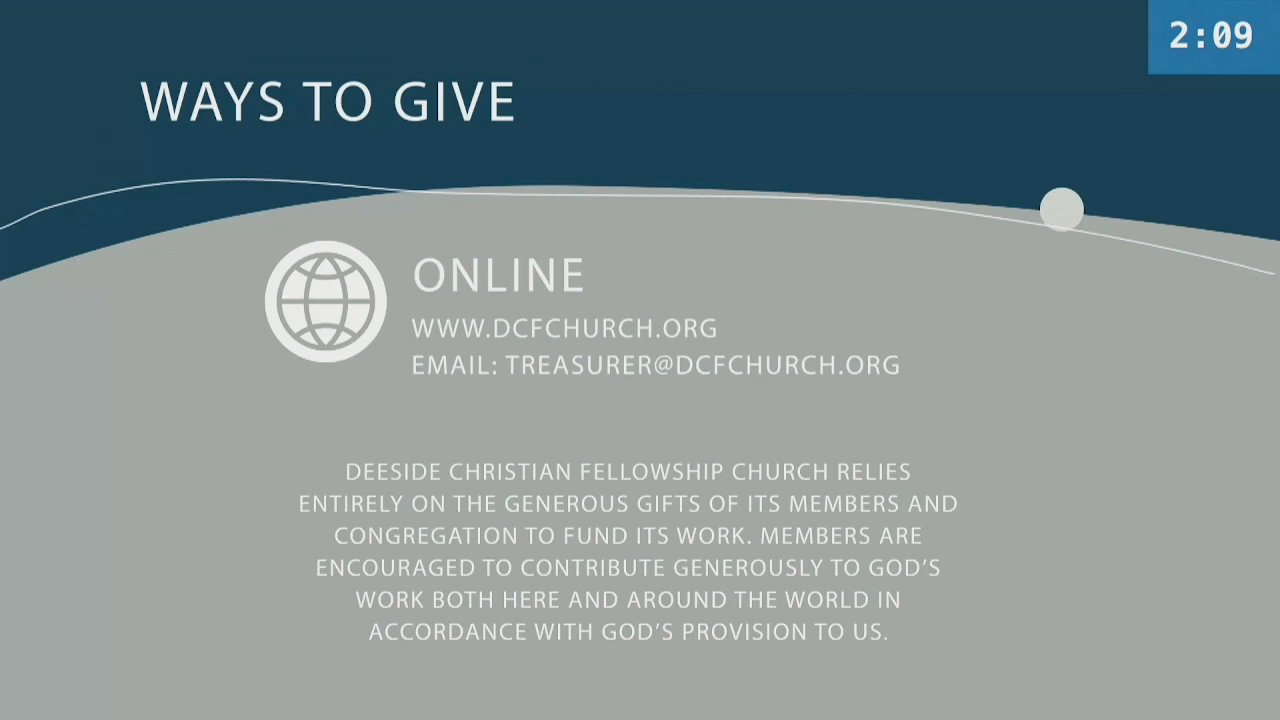 2:09
WAYS TO GIVE
ONLINE
WWW.DCFCHURCH.ORG
EMAIL: TREASURER@DCFCHURCH.ORG
DEESIDE CHRISTIAN FELLOWSHIP CHURCH RELIES
ENTIRELY ON THE GENEROUS GIFTS OF ITS MEMBERS AND
CONGREGATION TO FUND ITS WORK. MEMBERS ARE
ENCOURAGED TO CONTRIBUTE GENEROUSLY TO GOD’S
WORK BOTH HERE AND AROUND THE WORLD IN
ACCORDANCE WITH GOD’S PROVISION TO US.